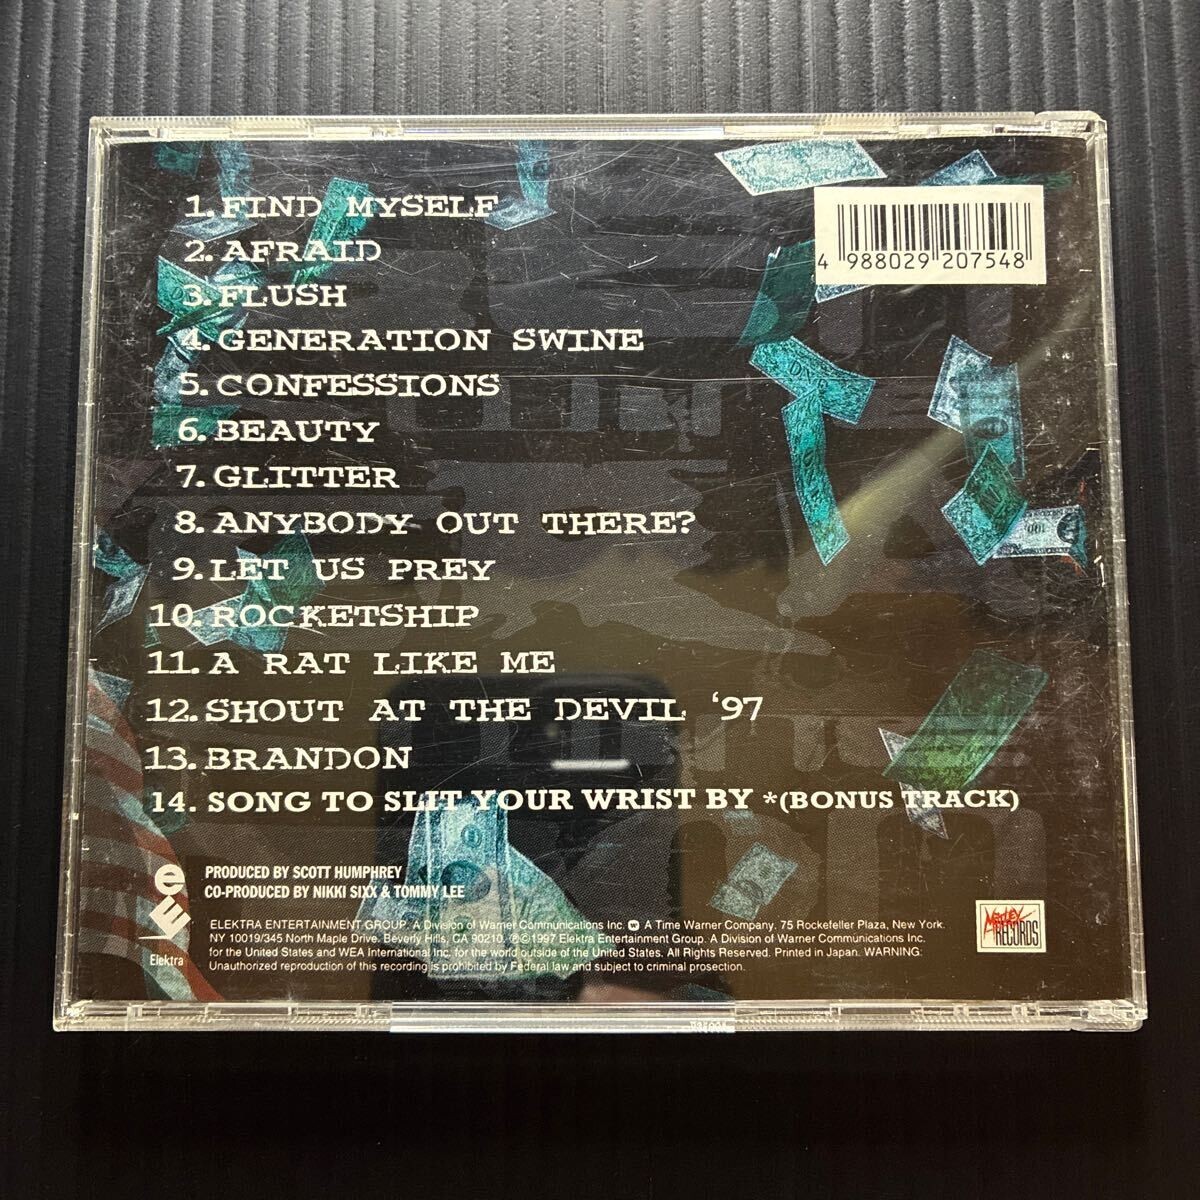 1. FIND MYSELF
2. AFRAID
3. FLUSH
4. GENERATION SWINE
5. CONFESSIONS
6. BEAUTY
7. GLITTER
8. ANYBODY OUT THERE?
9. LET US PREY
10. ROCKETSHIP
11. A RAT LIKE ME
12. SHOUT AT THE DEVIL '97
13. BRANDON
14. SONG TO SLIT YOUR WRIST BY *(BONUS TRACK)
4 988029 207548
PRODUCED BY SCOTT HUMPHREY
CO-PRODUCED BY NIKKI SIXX & TOMMY LEE
Elektra
ELEKTRA ENTERTAINMENT GROUP, A Division of Warner Communications Inc. A Time Warner Company. 75 Rockefeller Plaza, New York.
NY 10019/345 North Maple Drive. Beverly Hills, CA 90210. ℗©1997 Elektra Entertainment Group. A Division of Warner Communications Inc.
for the United States and WEA International Inc. for the world outside of the United States. All Rights Reserved. Printed in Japan. WARNING:
Unauthorized reproduction of this recording is prohibited by Federal law and subject to criminal prosection.
MÖTLEY
RECORDS